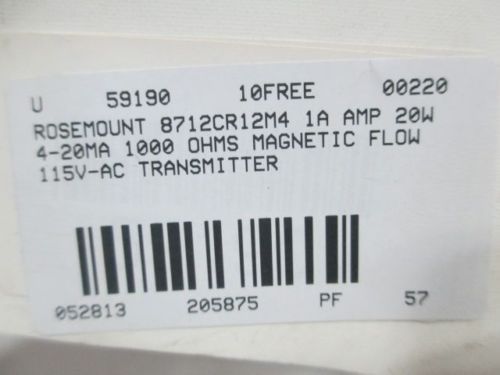 U 59190 10FREE 00220
ROSEMOUNT 8712CR12M4 1A AMP 20W
4-20MA 1000 OHMS MAGNETIC FLOW
115V-AC TRANSMITTER
052813 205875 PF 57